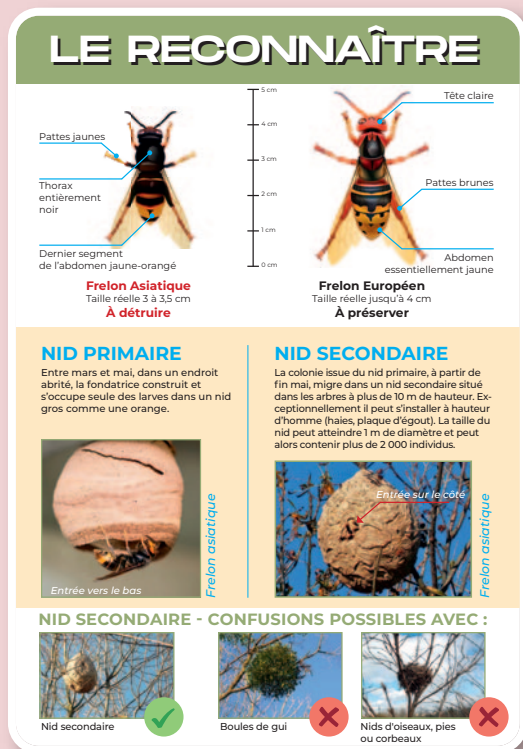 LE RECONNAÎTRE
5 cm
4 cm
3 cm
2 cm
1 cm
0 cm
Pattes jaunes
Thorax
entièrement
noir
Dernier segment
de l'abdomen jaune-orangé
Tête claire
Pattes brunes
Abdomen
essentiellement jaune
Frelon Asiatique
Taille réelle 3 à 3,5 cm
À détruire
Frelon Européen
Taille réelle jusqu'à 4 cm
À préserver
NID PRIMAIRE
Entre mars et mai, dans un endroit
abrité, la fondatrice construit et
s'occupe seule des larves dans un nid
gros comme une orange.
Entrée vers le bas
Frelon asiatique
NID SECONDAIRE
La colonie issue du nid primaire, à partir de
fin mai, migre dans un nid secondaire situé
dans les arbres à plus de 10 m de hauteur. Ex-
ceptionnellement il peut s'installer à hauteur
d'homme (haies, plaque d'égout). La taille du
nid peut atteindre 1 m de diamètre et peut
alors contenir plus de 2 000 individus.
Entrée sur le côté
Frelon asiatique
NID SECONDAIRE - CONFUSIONS POSSIBLES AVEC :
Nid secondaire
Boules de gui
Nids d'oiseaux, pies
ou corbeaux